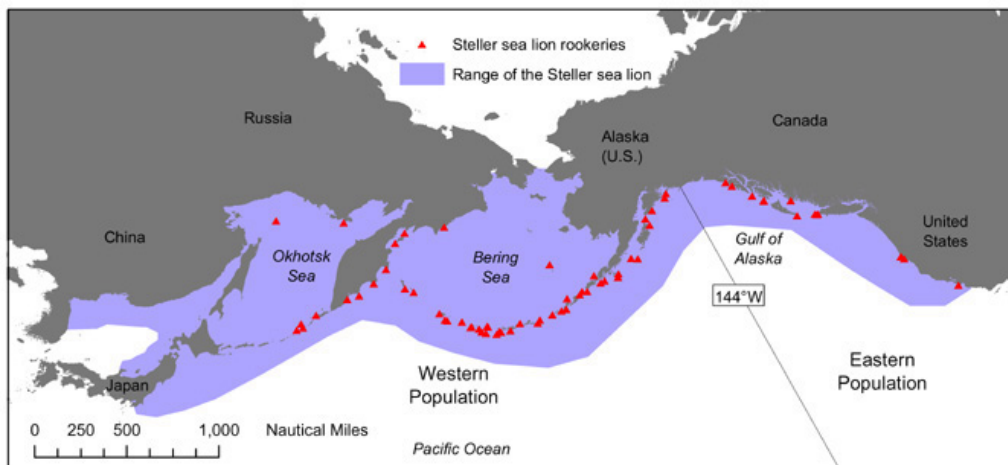 Steller sea lion rookeries
Range of the Steller sea lion
Russia
Alaska
(U.S.)
Canada
China
Okhotsk
Sea
Bering
Sea
United
States
Gulf of
Alaska
144°W
Japan
Western
Population
Eastern
Population
0 250 500 1,000 Nautical Miles
Pacific Ocean